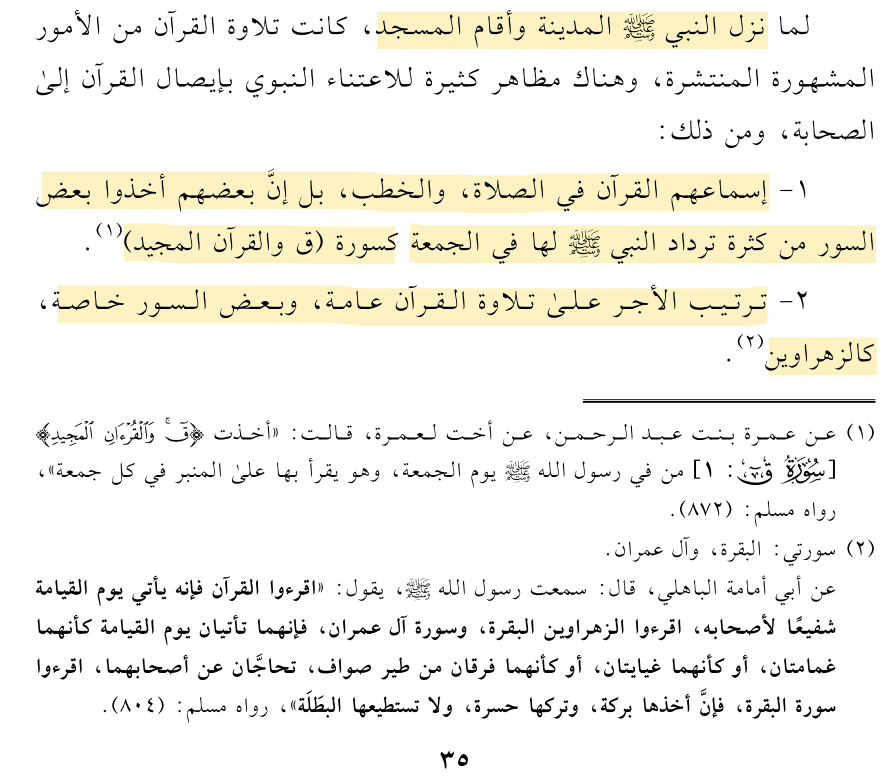 لما نزل النبي ﷺ المدينة وأقام المسجد، كانت تلاوة القرآن من الأمور
المشهورة المنتشرة، وهناك مظاهر كثيرة للاعتناء النبوي بإيصال القرآن إلىٰ
الصحابة، ومن ذلك:
١- إسماعهم القرآن في الصلاة، والخطب، بل إنَّ بعضهم أخذوا بعض
السور من كثرة ترداد النبي ﷺ لها في الجمعة كسورة (ق والقرآن المجيد)(١).
٢- ترتيب الأجر علىٰ تلاوة القرآن عامة، وبعض السور خاصة،
كالزهراوين(٢).
(١) عن عمرة بنت عبد الرحمن، عن أخت لعمرة، قالت: «أخذت ﴿قٓۚ وَٱلۡقُرۡءَانِ ٱلۡمَجِيدِ﴾
[سُورَةُ قٓ: ١] من في رسول الله ﷺ يوم الجمعة، وهو يقرأ بها علىٰ المنبر في كل جمعة»،
رواه مسلم: (٨٧٢).
(٢) سورتي: البقرة، وآل عمران.
عن أبي أمامة الباهلي، قال: سمعت رسول الله ﷺ، يقول: «اقرءوا القرآن فإنه يأتي يوم القيامة
شفيعًا لأصحابه، اقرءوا الزهراوين البقرة، وسورة آل عمران، فإنهما تأتيان يوم القيامة كأنهما
غمامتان، أو كأنهما غيايتان، أو كأنهما فرقان من طير صواف، تحاجَّان عن أصحابهما، اقرءوا
سورة البقرة، فإنَّ أخذها بركة، وتركها حسرة، ولا تستطيعها البطَلَة»، رواه مسلم: (٨٠٤).
٣٥